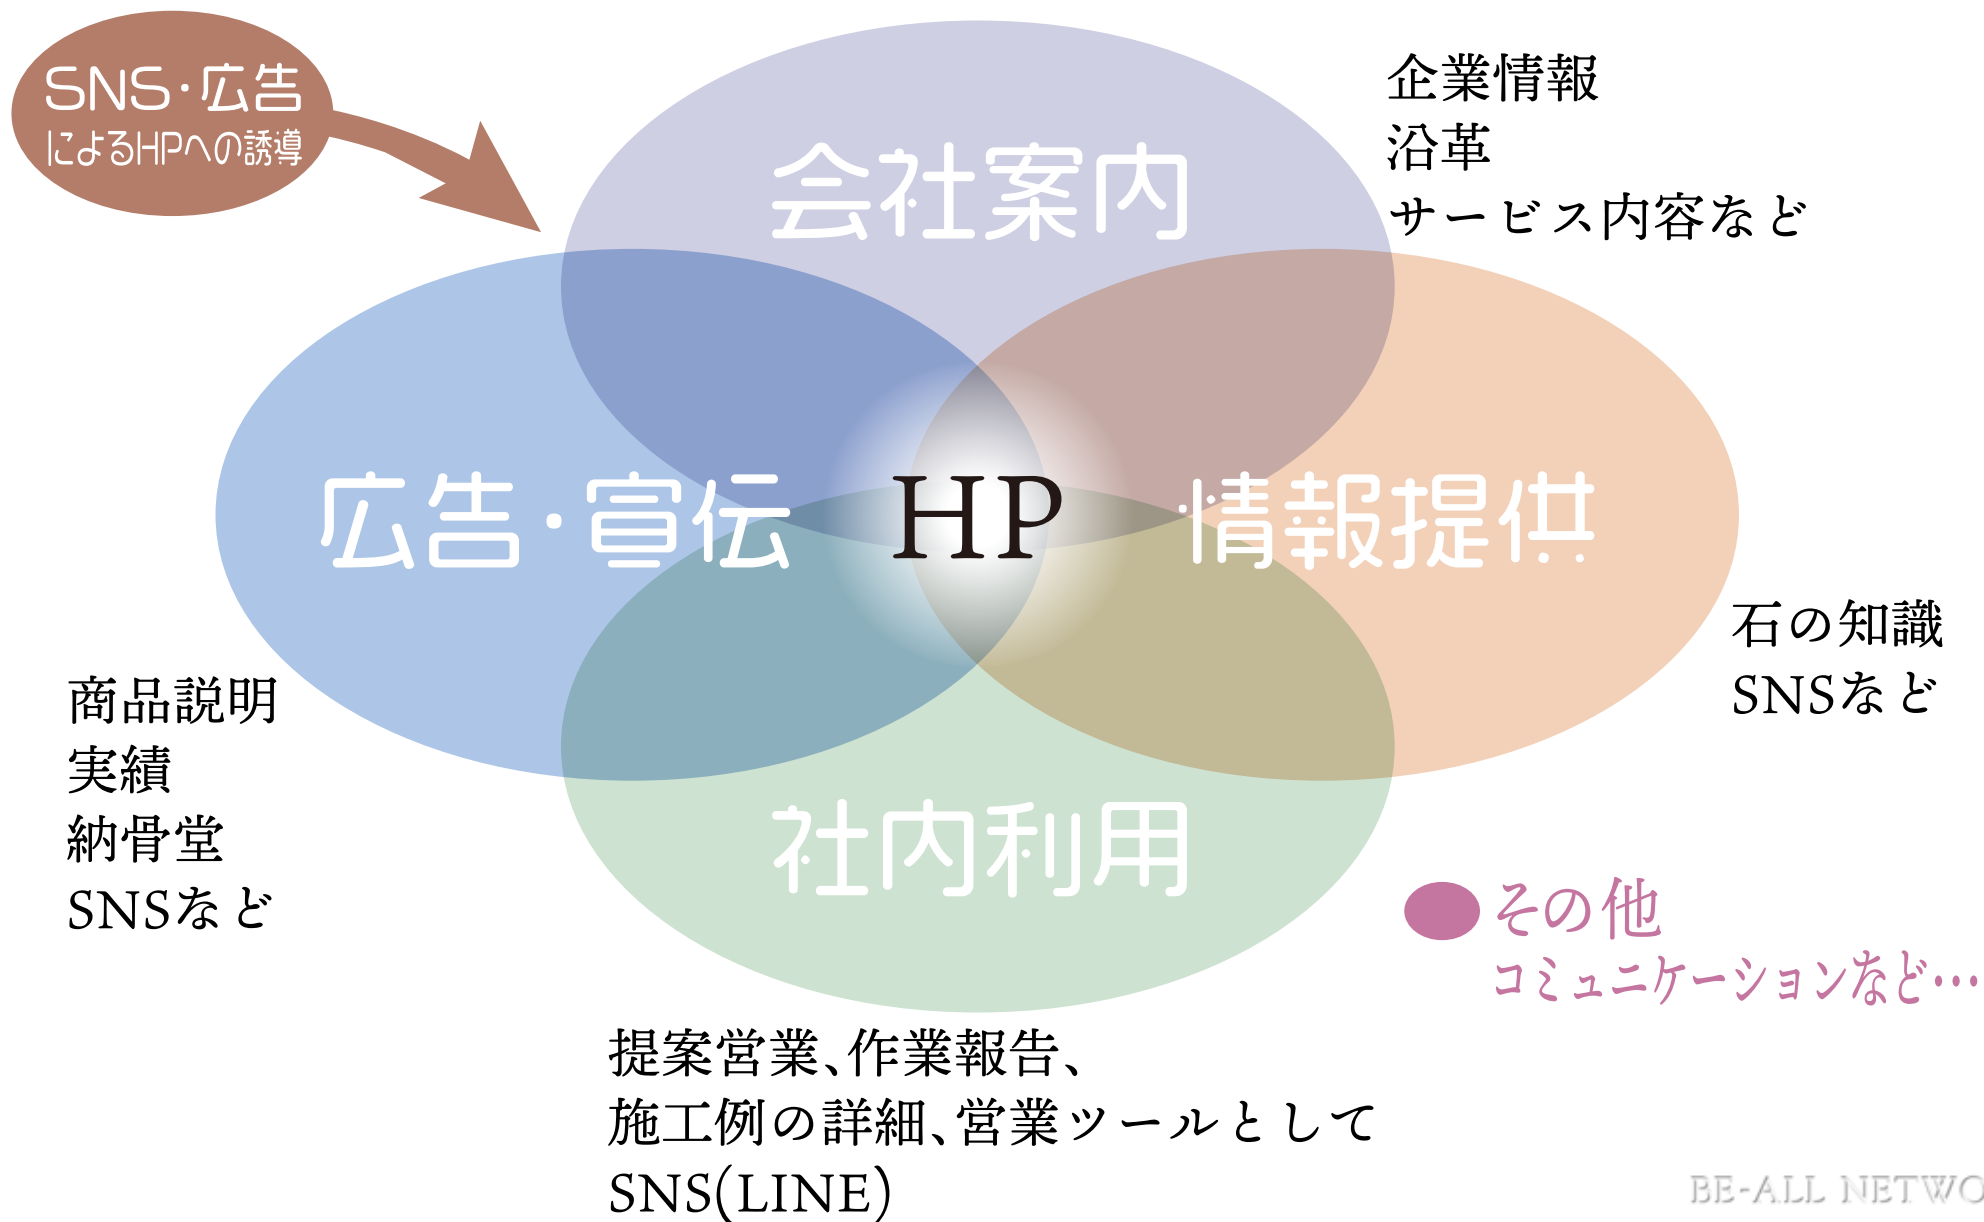 SNS・広告
によるHPへの誘導
会社案内
企業情報
沿革
サービス内容など
広告・宣伝
HP
情報提供
石の知識
SNSなど
商品説明
実績
納骨堂
SNSなど
社内利用
その他
コミュニケーションなど…
提案営業、作業報告、
施工例の詳細、営業ツールとして
SNS(LINE)
BE-ALL NETWO